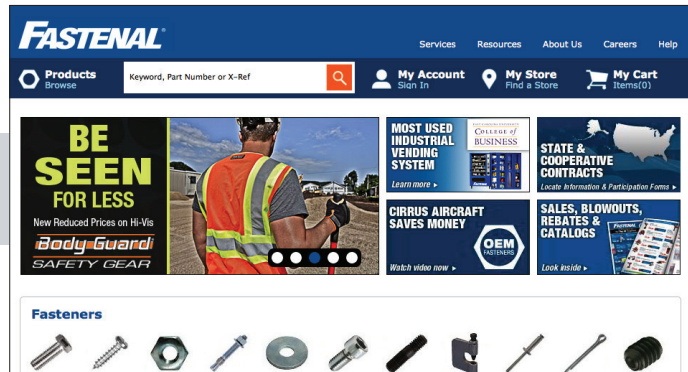 FASTENAL®
Services Resources About Us Careers Help
Products
Browse
Keyword, Part Number or X-Ref
My Account
Sign In
My Store
Find a Store
My Cart
Items(0)
BE
SEEN
FOR LESS
New Reduced Prices on Hi-Vis
Body Guard
SAFETY GEAR
MOST USED
INDUSTRIAL
VENDING
SYSTEM
Learn more ▸
COLLEGE of
BUSINESS
STATE &
COOPERATIVE
CONTRACTS
Locate Information & Participation Forms ▸
CIRRUS AIRCRAFT
SAVES MONEY
Watch video now ▸
OEM
FASTENERS
SALES, BLOWOUTS,
REBATES &
CATALOGS
Look inside ▸
FASTENAL
Fasteners